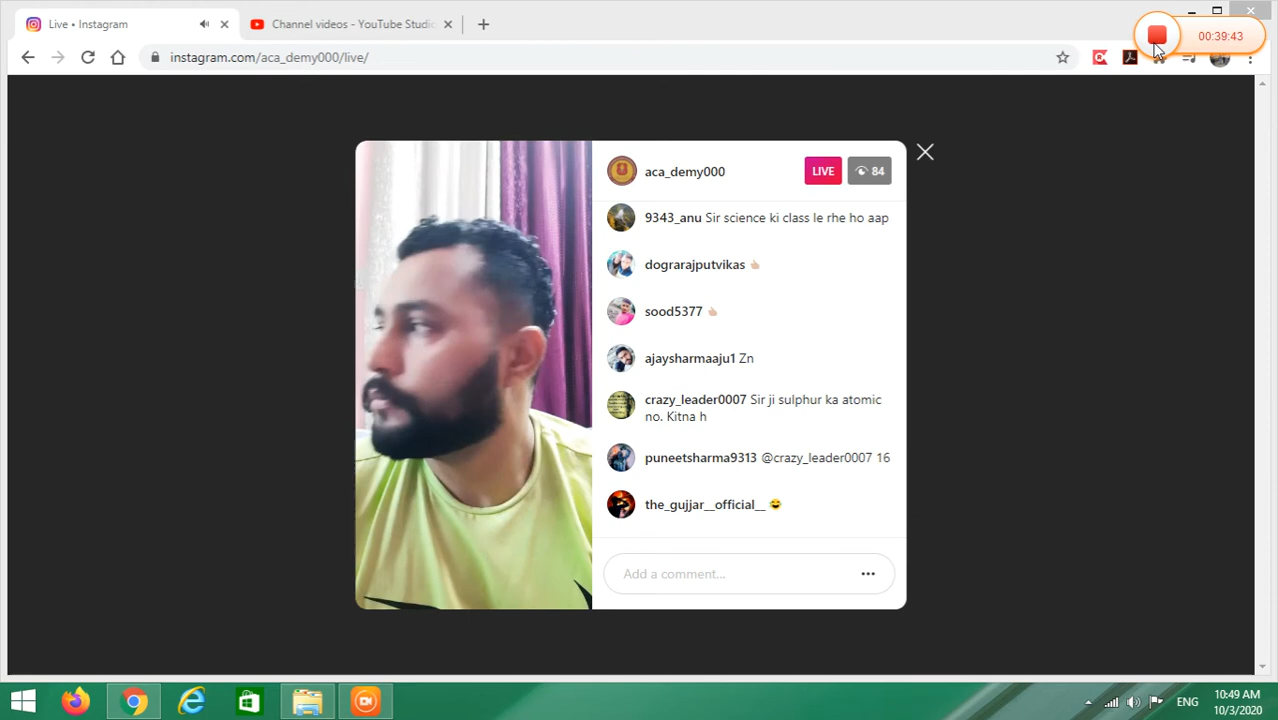 Live • Instagram
Channel videos - YouTube Studio
00:39:43
instagram.com/aca_demy000/live/
aca_demy000
LIVE
84
9343_anu Sir science ki class le rhe ho aap
dograrajputvikas 👆🏻
sood5377 👆🏻
ajaysharmaaju1 Zn
crazy_leader0007 Sir ji sulphur ka atomic
no. Kitna h
puneetsharma9313 @crazy_leader0007 16
the_gujjar__official__ 😂
Add a comment...
ENG
10:49 AM
10/3/2020